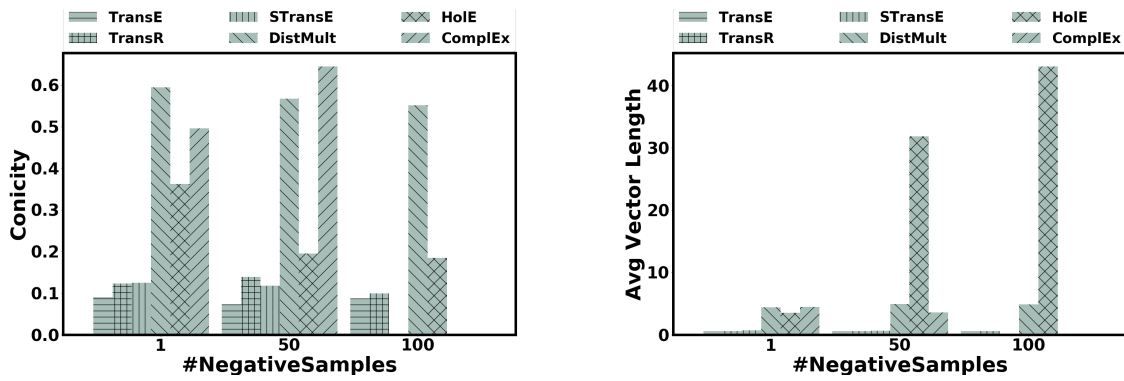 TransE STransE HolE
TransR DistMult ComplEx
Conicity
0.6
0.5
0.4
0.3
0.2
0.1
0.0
1 50 100
#NegativeSamples
TransE STransE HolE
TransR DistMult ComplEx
Avg Vector Length
40
30
20
10
0
1 50 100
#NegativeSamples